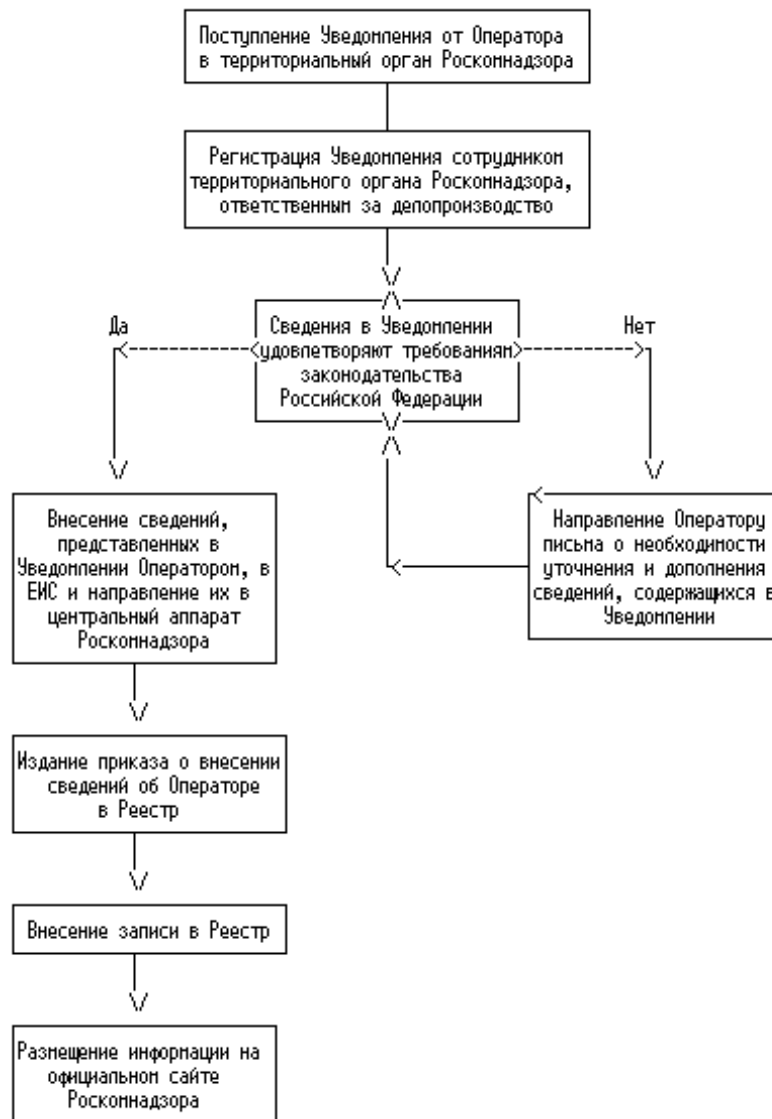 Поступление Уведомления от Оператора
в территориальный орган Роскомнадзора
Регистрация Уведомления сотрудником
территориального органа Роскомнадзора,
ответственным за делопроизводство
Да
Сведения в Уведомлении
удовлетворяют требованиям
законодательства
Российской Федерации
Нет
Внесение сведений,
представленных в
Уведомлении Оператором, в
ЕИС и направление их в
центральный аппарат
Роскомнадзора
Направление Оператору
письма о необходимости
уточнения и дополнения
сведений, содержащихся в
Уведомлении
Издание приказа о внесении
сведений об Операторе
в Реестр
Внесение записи в Реестр
Размещение информации на
официальном сайте
Роскомнадзора